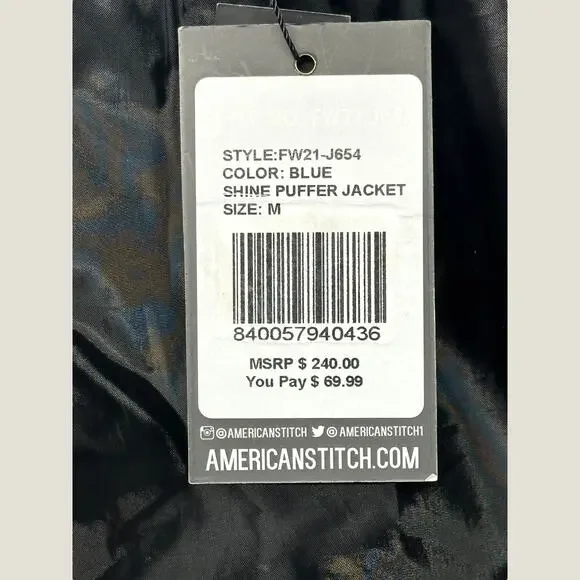 STYLE:FW21-J654
COLOR: BLUE
SHINE PUFFER JACKET
SIZE: M
840057940436
MSRP $ 240.00
You Pay $ 69.99
@AMERICANSTITCH @AMERICANSTITCH1
AMERICANSTITCH.COM